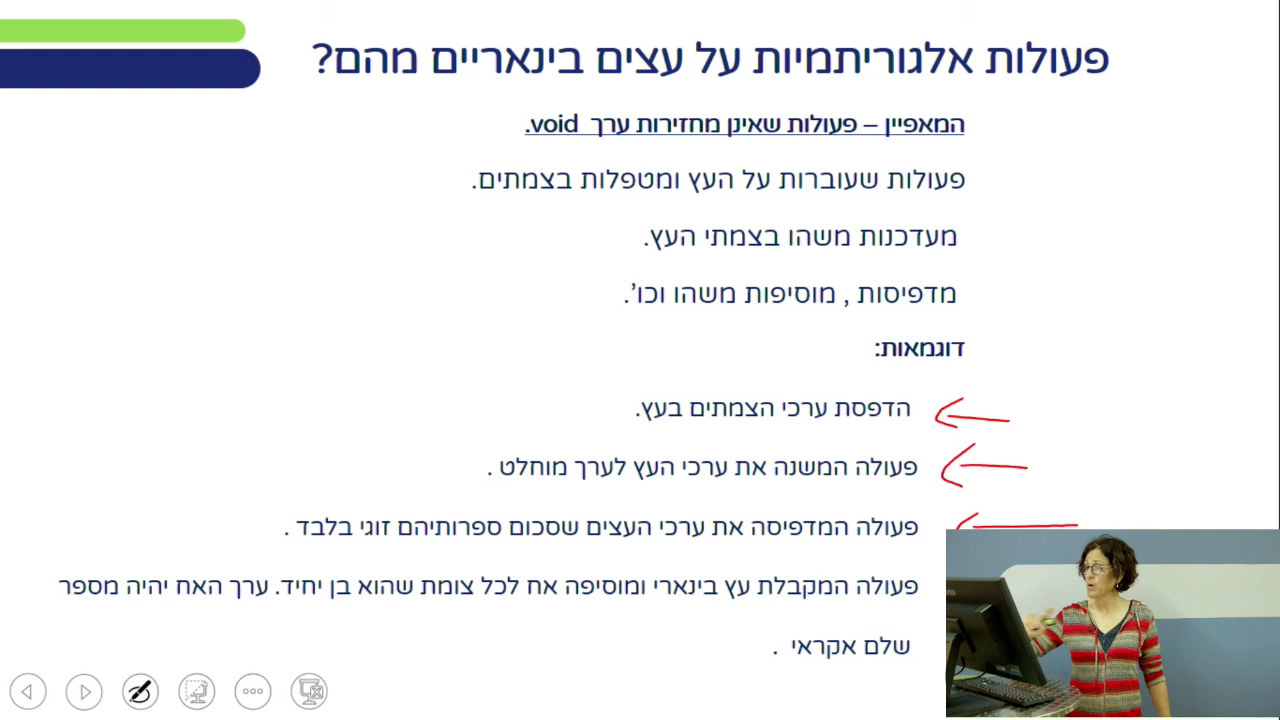 פעולות אלגוריתמיות על עצים בינאריים מהם?
המאפיין – פעולות שאינן מחזירות ערך void.
פעולות שעוברות על העץ ומטפלות בצמתים.
מעדכנות משהו בצמתי העץ.
מדפיסות , מוסיפות משהו וכו'.
דוגמאות:
הדפסת ערכי הצמתים בעץ.
פעולה המשנה את ערכי העץ לערך מוחלט .
פעולה המדפיסה את ערכי העצים שסכום ספרותיהם זוגי בלבד .
פעולה המקבלת עץ בינארי ומוסיפה אח לכל צומת שהוא בן יחיד. ערך האח יהיה מספר
שלם אקראי .